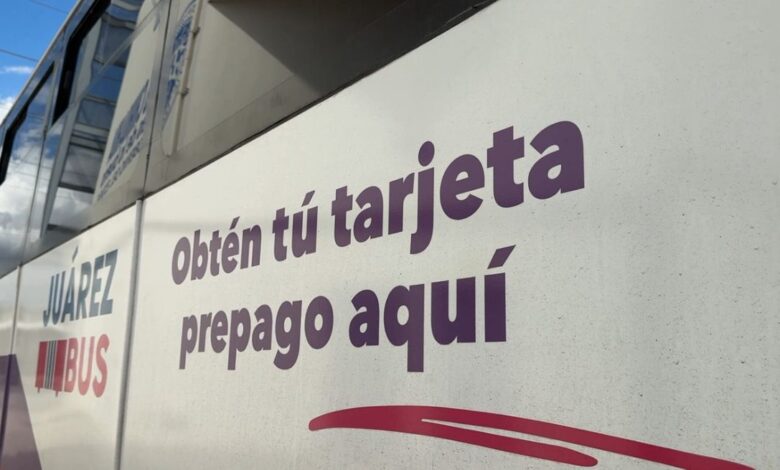 Obtén tú tarjeta
prepago aquí
JUÁREZ
BUS